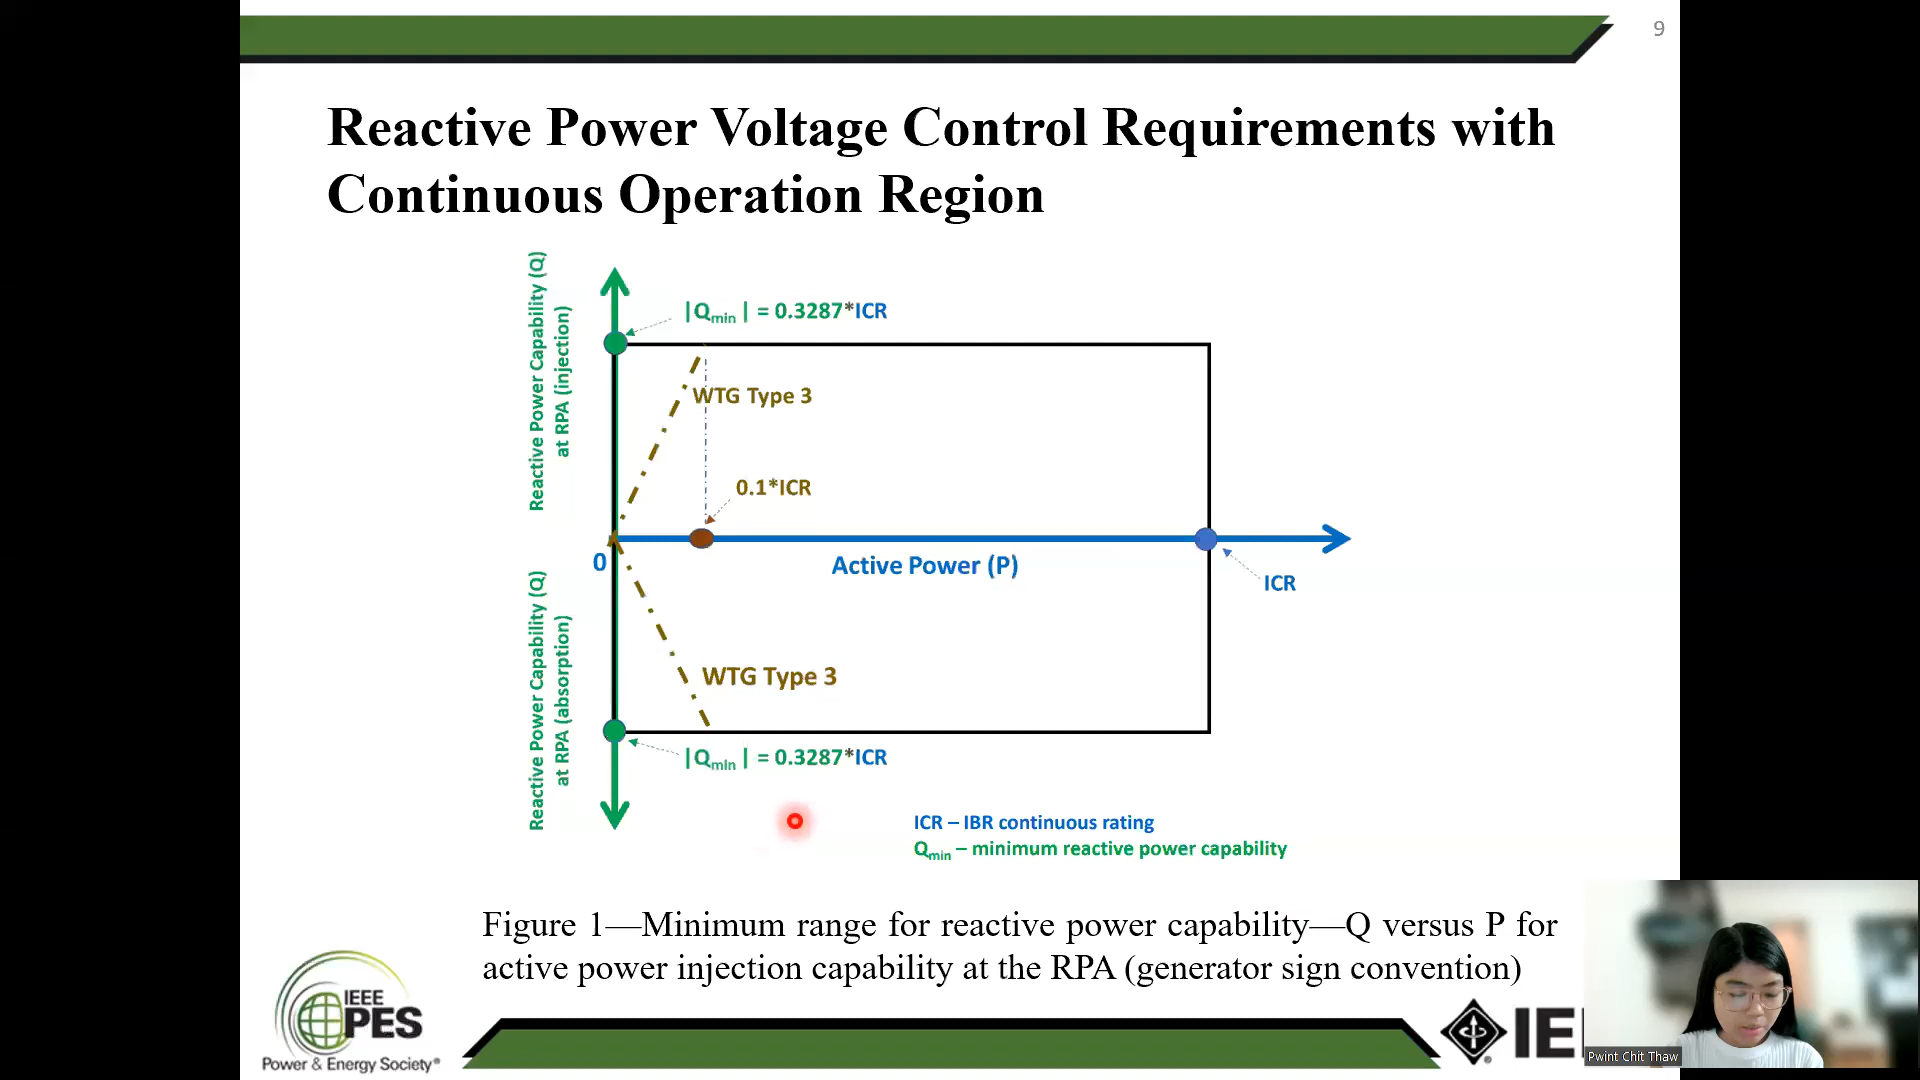 9
Reactive Power Voltage Control Requirements with
Continuous Operation Region
Reactive Power Capability (Q)
at RPA (injection)
|Qmin | = 0.3287*ICR
WTG Type 3
0.1*ICR
0
Active Power (P)
ICR
Reactive Power Capability (Q)
at RPA (absorption)
WTG Type 3
|Qmin | = 0.3287*ICR
ICR – IBR continuous rating
Qmin – minimum reactive power capability
Figure 1—Minimum range for reactive power capability—Q versus P for
active power injection capability at the RPA (generator sign convention)
IEEE
PES
Power & Energy Society®
IE
Pwint Chit Thaw